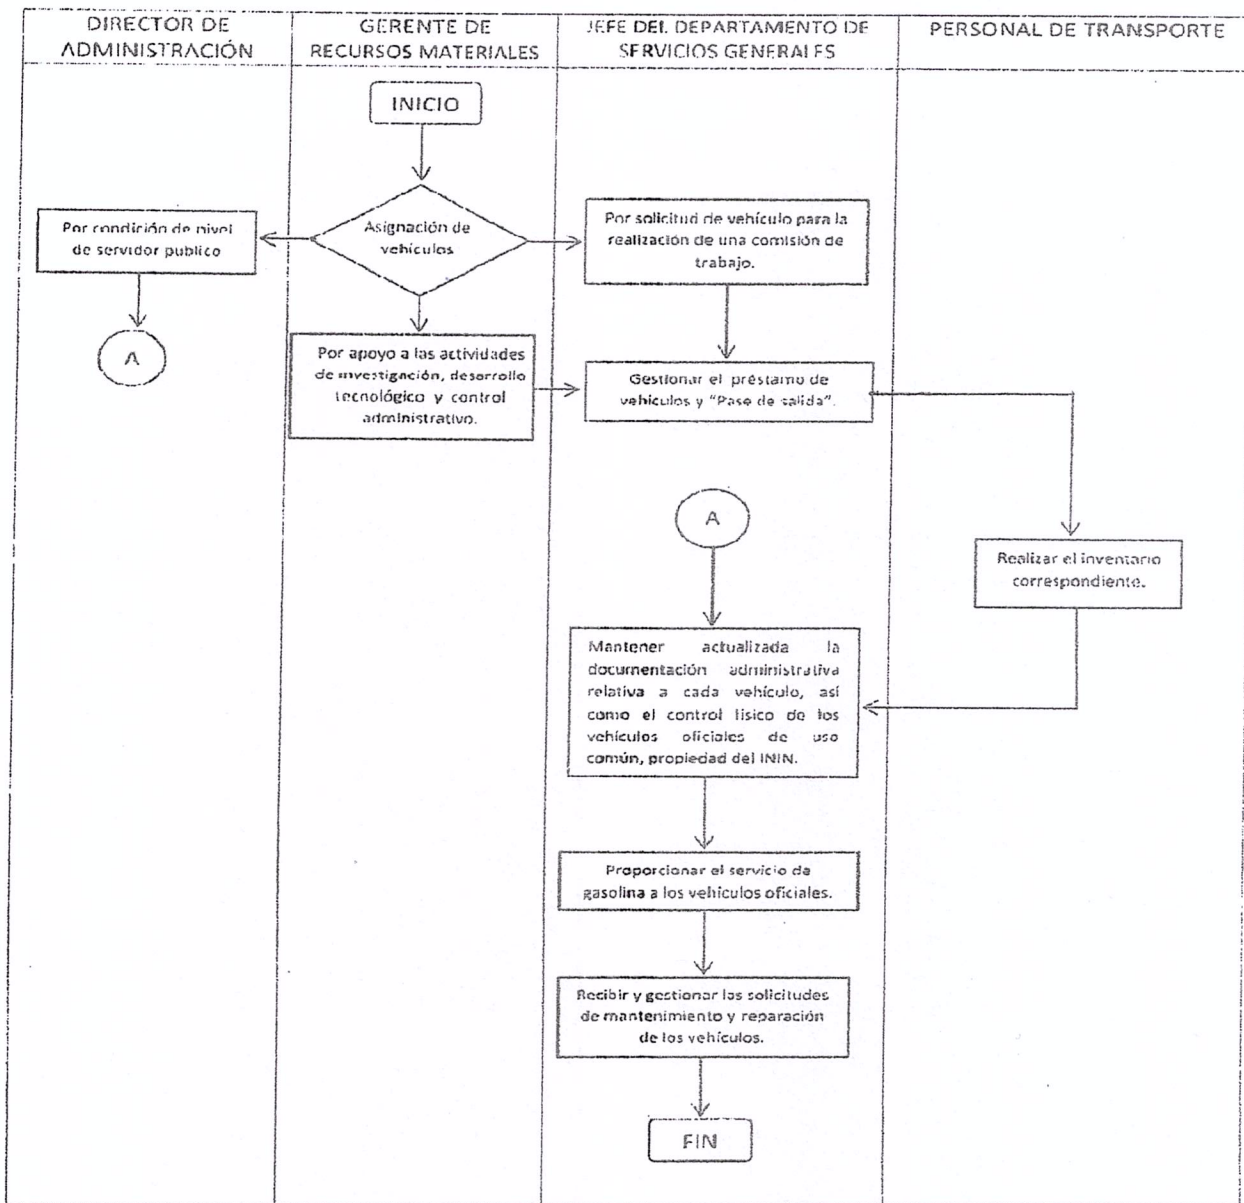 DIRECTOR DE
ADMINISTRACIÓN
GERENTE DE
RECURSOS MATERIALES
JEFE DEL DEPARTAMENTO DE
SERVICIOS GENERALES
PERSONAL DE TRANSPORTE
INICIO
Asignación de
vehículos
Por condición de nivel
de servidor publico
A
Por solicitud de vehículo para la
realización de una comisión de
trabajo.
Por apoyo a las actividades
de investigación, desarrollo
tecnológico y control
administrativo.
Gestionar el préstamo de
vehículos y "Pase de salida".
A
Realizar el inventario
correspondiente.
Mantener actualizada la
documentación administrativa
relativa a cada vehículo, así
como el control físico de los
vehículos oficiales de uso
común, propiedad del ININ.
Proporcionar el servicio de
gasolina a los vehículos oficiales.
Recibir y gestionar las solicitudes
de mantenimiento y reparación
de los vehículos.
FIN